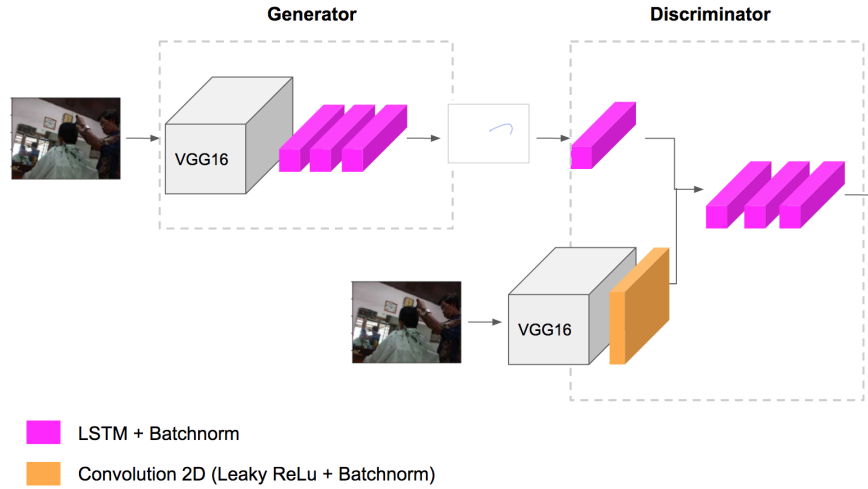 Generator
Discriminator
VGG16
VGG16
LSTM + Batchnorm
Convolution 2D (Leaky ReLu + Batchnorm)